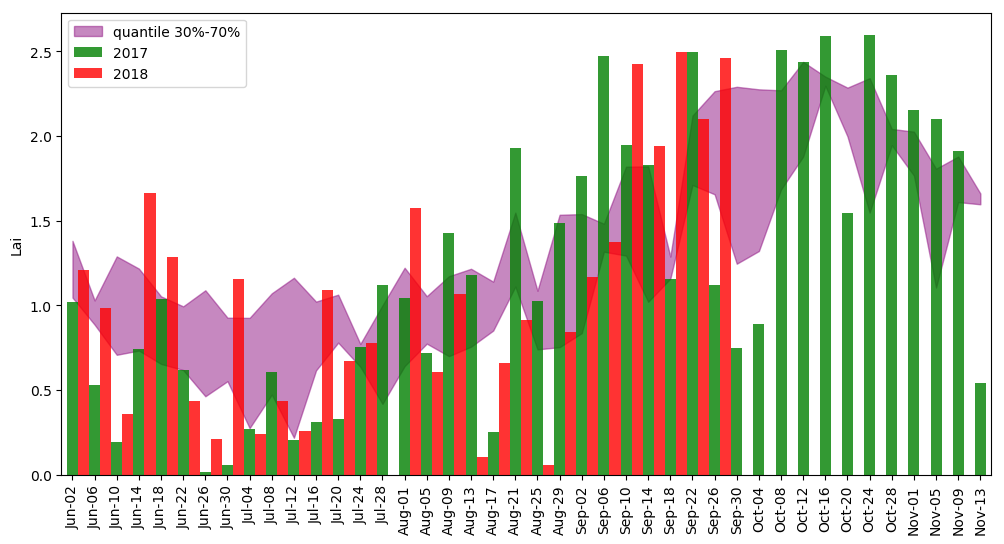 quantile 30%-70%
2017
2018
Lai
2.5
2.0
1.5
1.0
0.5
0.0
Jun-02
Jun-06
Jun-10
Jun-14
Jun-18
Jun-22
Jun-26
Jun-30
Jul-04
Jul-08
Jul-12
Jul-16
Jul-20
Jul-24
Jul-28
Aug-01
Aug-05
Aug-09
Aug-13
Aug-17
Aug-21
Aug-25
Aug-29
Sep-02
Sep-06
Sep-10
Sep-14
Sep-18
Sep-22
Sep-26
Sep-30
Oct-04
Oct-08
Oct-12
Oct-16
Oct-20
Oct-24
Oct-28
Nov-01
Nov-05
Nov-09
Nov-13